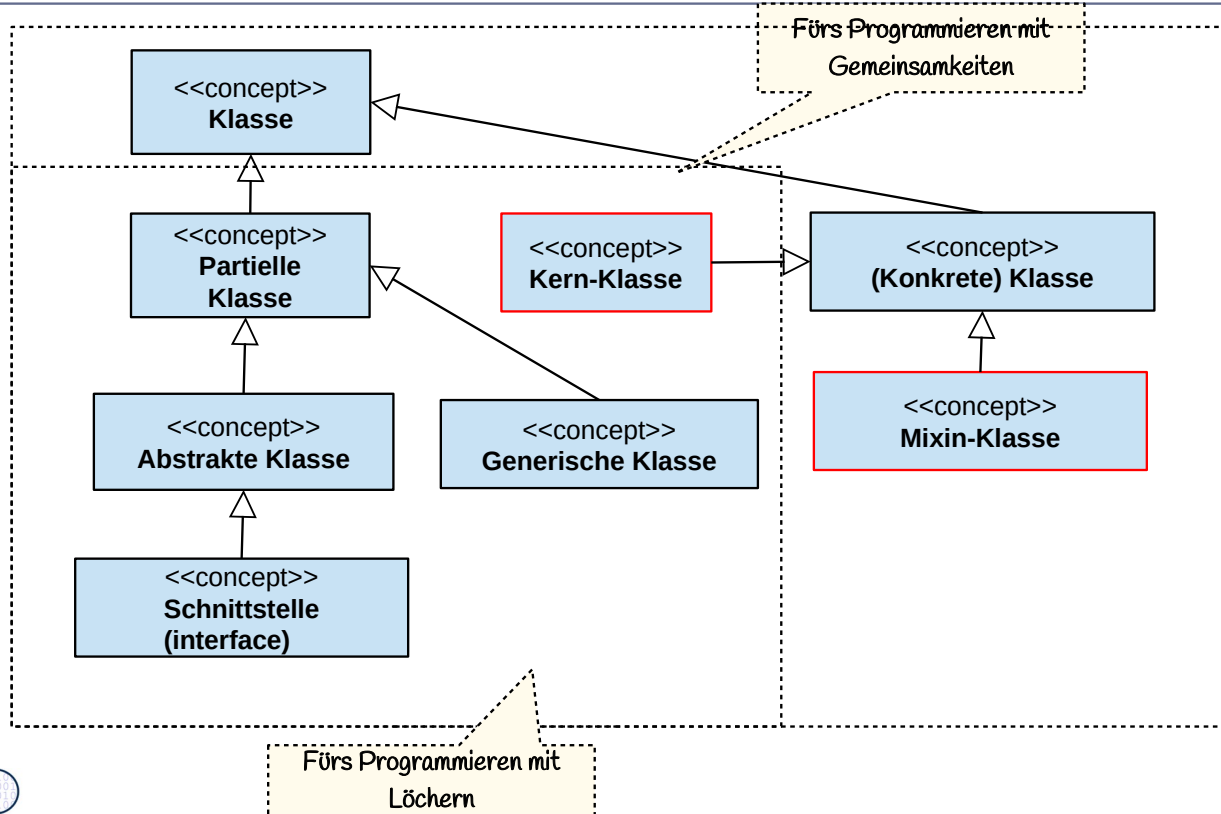 Fürs Programmieren mit
Gemeinsamkeiten
<<concept>>
Klasse
<<concept>>
Partielle
Klasse
<<concept>>
Kern-Klasse
<<concept>>
(Konkrete) Klasse
<<concept>>
Abstrakte Klasse
<<concept>>
Generische Klasse
<<concept>>
Mixin-Klasse
<<concept>>
Schnittstelle
(interface)
Fürs Programmieren mit
Löchern